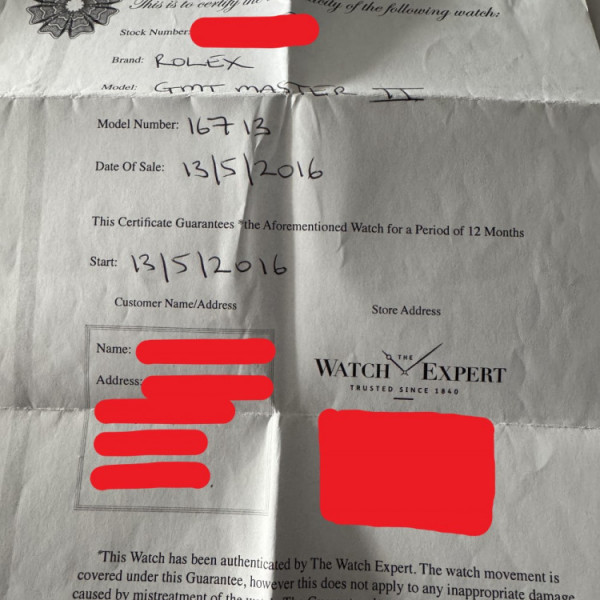 This is to certify the of the following watch:
Stock Number:
Brand: ROLEX
Model: GMT MASTER II
Model Number: 16713
Date Of Sale: 13/5/2016
This Certificate Guarantees *the Aforementioned Watch for a Period of 12 Months
Start: 13/5/2016
Customer Name/Address
Store Address
Name:
Address:
THE
WATCH EXPERT
TRUSTED SINCE 1840
*This Watch has been authenticated by The Watch Expert. The watch movement is
covered under this Guarantee, however this does not apply to any inappropriate damage
caused by mistreatment of the